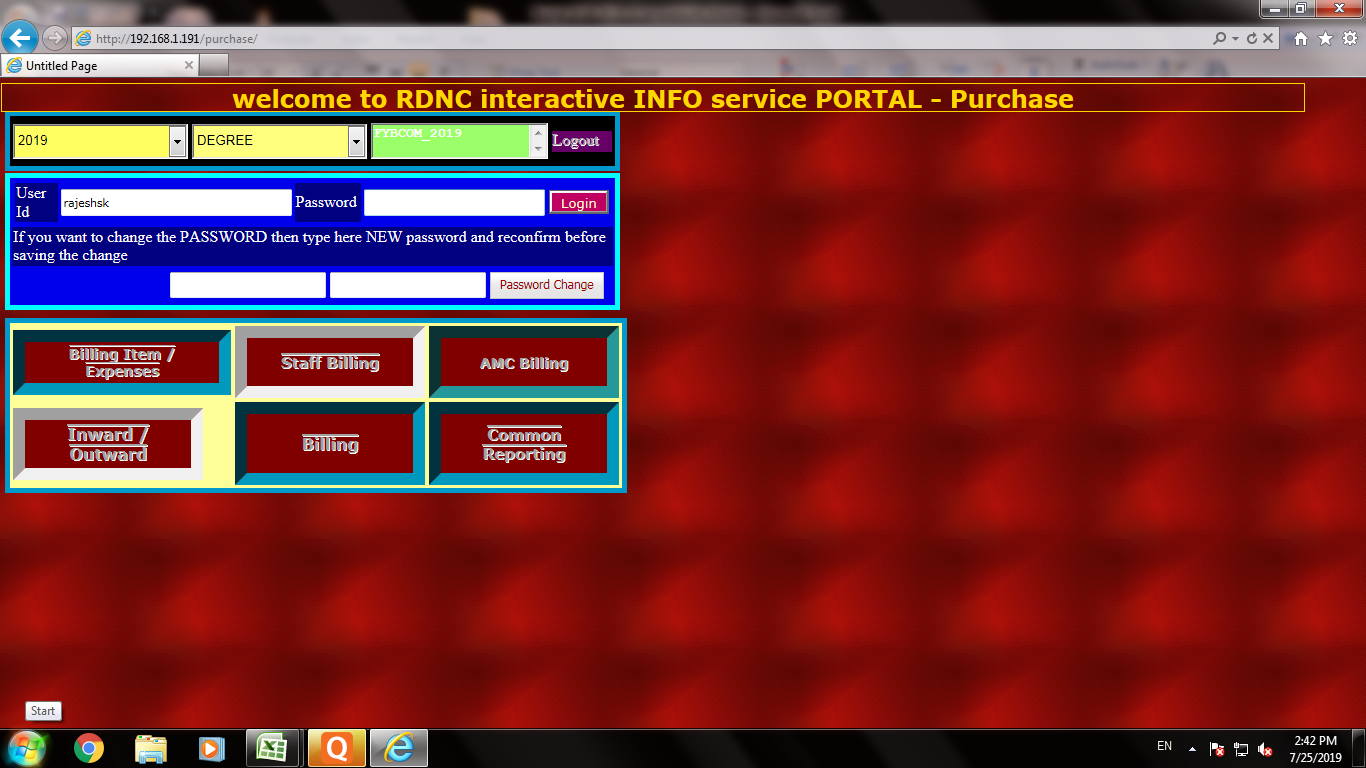 http://192.168.1.191/purchase/
Untitled Page
welcome to RDNC interactive INFO service PORTAL - Purchase
2019 DEGREE FYBCOM_2019 Logout
User Id rajeshsk Password Login
If you want to change the PASSWORD then type here NEW password and reconfirm before
saving the change
Password Change
Billing Item /
Expenses
Staff Billing
AMC Billing
Inward /
Outward
Billing
Common
Reporting
Start
EN
2:42 PM
7/25/2019